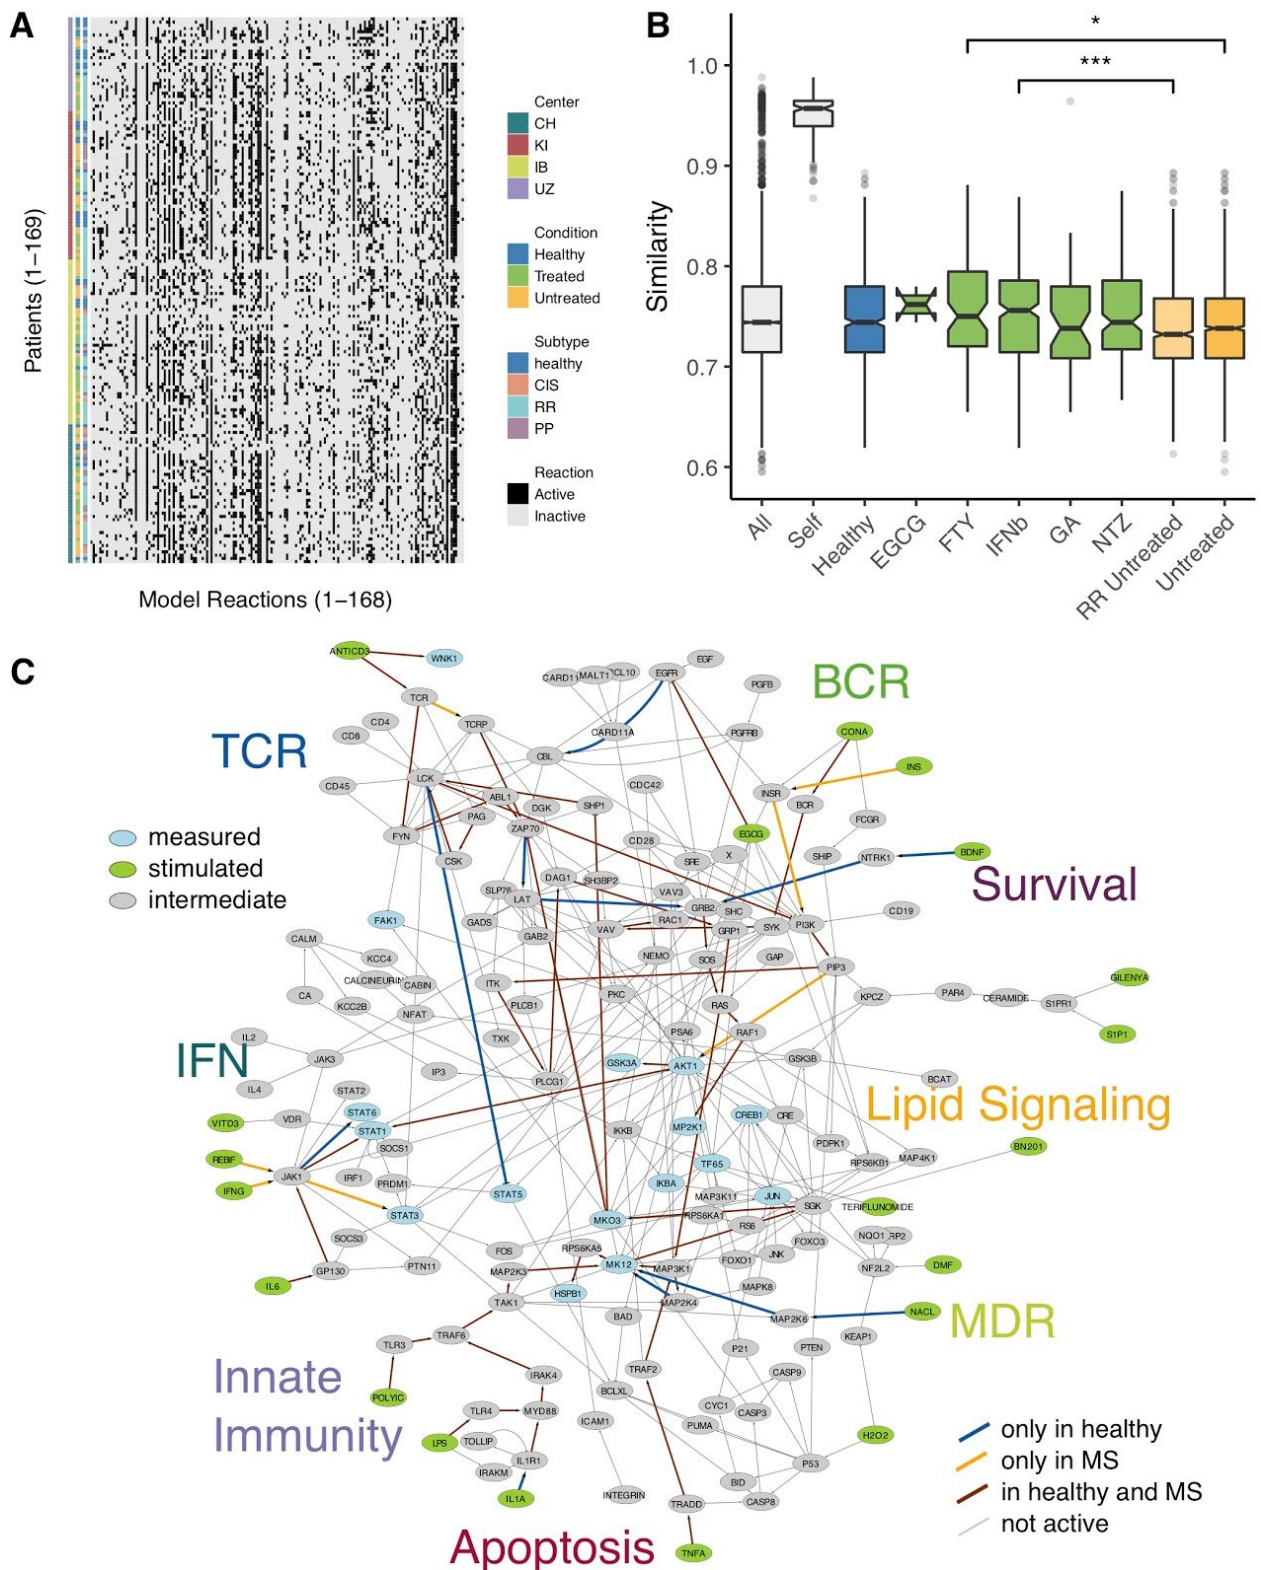 A
Patients (1–169)
Model Reactions (1–168)
Center
CH
KI
IB
UZ
Condition
Healthy
Treated
Untreated
Subtype
healthy
CIS
RR
PP
Reaction
Active
Inactive
B
Similarity
1.0
0.9
0.8
0.7
0.6
*
***
All
Self
Healthy
EGCG
FTY
IFNb
GA
NTZ
RR Untreated
Untreated
C
TCR
BCR
Survival
IFN
Lipid Signaling
MDR
Innate
Immunity
Apoptosis
measured
stimulated
intermediate
only in healthy
only in MS
in healthy and MS
not active
ANTICD3
WNK1
EGF
EGFR
CARD11
MALT1
CL10
PGFB
TCR
TCRP
CD4
CD8
CARD11A
PGFRB
CONA
CBL
INS
LCK
CD45
CDC42
INSR
ABL1
DGK
SHP1
BCR
PAG
FCGR
FYN
ZAP70
EGCG
CD28
CSK
X
SHIP
NTRK1
BDNF
DAG1
SH3BP2
SLP76
LAT
VAV3
GRB2
SHC
CD19
FAK1
GADS
RAC1
GAB2
VAV
GRP1
SYK
PI3K
CALM
KCC4
NEMO
SOS
GAP
PIP3
CALCINEURIN
CABIN
ITK
GILENYA
CA
KCC2B
PLCB1
PKC
RAS
KPCZ
PAR4
CERAMIDE
S1PR1
NFAT
S1P1
IL2
TXK
PSA6
RAF1
JAK3
GSK3A
AKT1
GSK3B
IP3
PLCG1
BCAT
IL4
STAT2
STAT6
VITD3
VDR
STAT1
CREB1
CRE
IKKB
MP2K1
SOCS1
PDPK1
BN201
REBIF
JAK1
IRF1
TF65
RPS6KB1
MAP4K1
IFNG
PRDM1
STAT5
IKBA
MAP3K11
JUN
SGK
TERIFLUNOMIDE
STAT3
MKO3
RPS6KA1
RS6
SOCS3
FOS
RPS6KA5
FOXO3
NQO1
RP2
GP130
PTN11
MAP2K3
MK12
MAP3K1
FOXO1
JNK
NF2L2
DMF
IL6
HSPB1
MAPK8
TAK1
MAP2K4
BAD
MAP2K6
NACL
TLR3
TRAF6
P21
PTEN
KEAP1
IRAK4
TRAF2
CASP9
POLYIC
BCLXL
TLR4
MYD88
ICAM1
CYC1
CASP3
PUMA
LPS
TOLLIP
H2O2
IL1R1
IRAKM
P53
BID
IL1A
INTEGRIN
TRADD
CASP8
TNFA